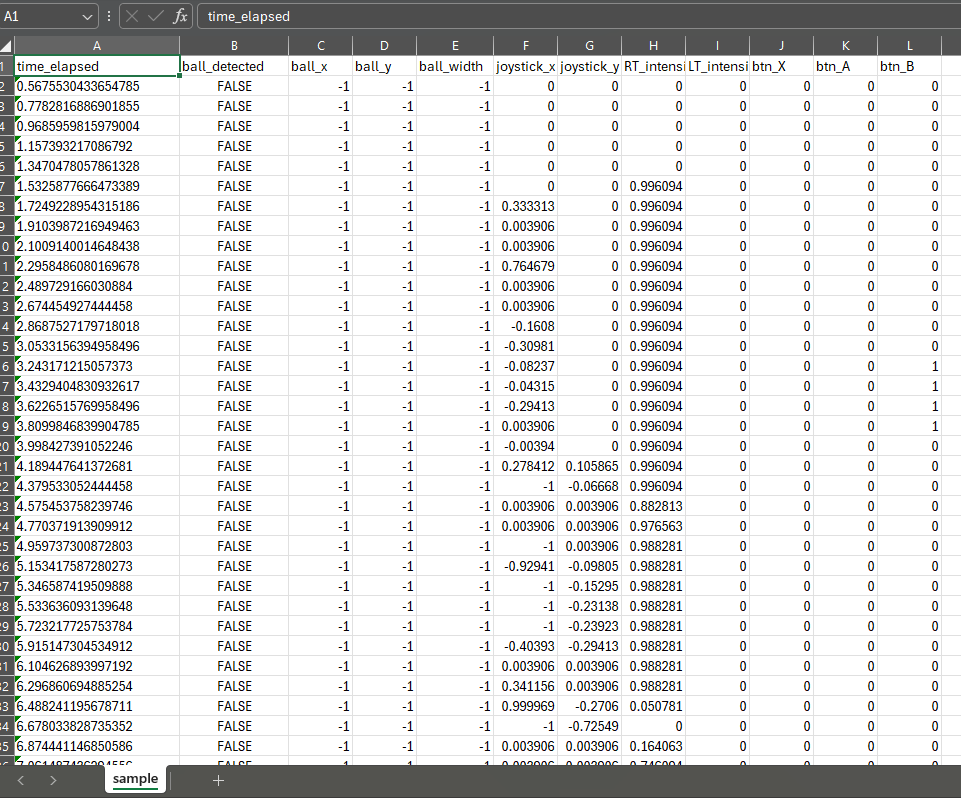 A1 fx time_elapsed
A B C D E F G H I J K L
1 time_elapsed ball_detected ball_x ball_y ball_width joystick_x joystick_y RT_intensi LT_intensi btn_X btn_A btn_B
2 0.5675530433654785 FALSE -1 -1 -1 0 0 0 0 0 0 0
3 0.7782816886901855 FALSE -1 -1 -1 0 0 0 0 0 0 0
4 0.9685959815979004 FALSE -1 -1 -1 0 0 0 0 0 0 0
5 1.157393217086792 FALSE -1 -1 -1 0 0 0 0 0 0 0
6 1.3470478057861328 FALSE -1 -1 -1 0 0 0 0 0 0 0
7 1.5325877666473389 FALSE -1 -1 -1 0 0 0.996094 0 0 0 0
8 1.7249228954315186 FALSE -1 -1 -1 0.333313 0 0.996094 0 0 0 0
9 1.9103987216949463 FALSE -1 -1 -1 0.003906 0 0.996094 0 0 0 0
0 2.1009140014648438 FALSE -1 -1 -1 0.003906 0 0.996094 0 0 0 0
1 2.2958486080169678 FALSE -1 -1 -1 0.764679 0 0.996094 0 0 0 0
2 2.489729166030884 FALSE -1 -1 -1 0.003906 0 0.996094 0 0 0 0
3 2.674454927444458 FALSE -1 -1 -1 0.003906 0 0.996094 0 0 0 0
4 2.8687527179718018 FALSE -1 -1 -1 -0.1608 0 0.996094 0 0 0 0
5 3.0533156394958496 FALSE -1 -1 -1 -0.30981 0 0.996094 0 0 0 0
6 3.243171215057373 FALSE -1 -1 -1 -0.08237 0 0.996094 0 0 0 1
7 3.4329404830932617 FALSE -1 -1 -1 -0.04315 0 0.996094 0 0 0 1
8 3.6226515769958496 FALSE -1 -1 -1 -0.29413 0 0.996094 0 0 0 1
9 3.8099846839904785 FALSE -1 -1 -1 0.003906 0 0.996094 0 0 0 1
20 3.998427391052246 FALSE -1 -1 -1 -0.00394 0 0.996094 0 0 0 0
21 4.189447641372681 FALSE -1 -1 -1 0.278412 0.105865 0.996094 0 0 0 0
22 4.379533052444458 FALSE -1 -1 -1 -1 -0.06668 0.996094 0 0 0 0
23 4.575453758239746 FALSE -1 -1 -1 0.003906 0.003906 0.882813 0 0 0 0
24 4.770371913909912 FALSE -1 -1 -1 0.003906 0.003906 0.976563 0 0 0 0
25 4.959737300872803 FALSE -1 -1 -1 -1 0.003906 0.988281 0 0 0 0
26 5.153417587280273 FALSE -1 -1 -1 -0.92941 -0.09805 0.988281 0 0 0 0
27 5.346587419509888 FALSE -1 -1 -1 -1 -0.15295 0.988281 0 0 0 0
28 5.533636093139648 FALSE -1 -1 -1 -1 -0.23138 0.988281 0 0 0 0
29 5.723217725753784 FALSE -1 -1 -1 -1 -0.23923 0.988281 0 0 0 0
30 5.915147304534912 FALSE -1 -1 -1 -0.40393 -0.29413 0.988281 0 0 0 0
31 6.104626893997192 FALSE -1 -1 -1 0.003906 0.003906 0.988281 0 0 0 0
32 6.296860694885254 FALSE -1 -1 -1 0.341156 0.003906 0.988281 0 0 0 0
33 6.488241195678711 FALSE -1 -1 -1 0.999969 -0.2706 0.050781 0 0 0 0
34 6.678033828735352 FALSE -1 -1 -1 -1 -0.72549 0 0 0 0 0
35 6.874441146850586 FALSE -1 -1 -1 0.003906 0.003906 0.164063 0 0 0 0
sample